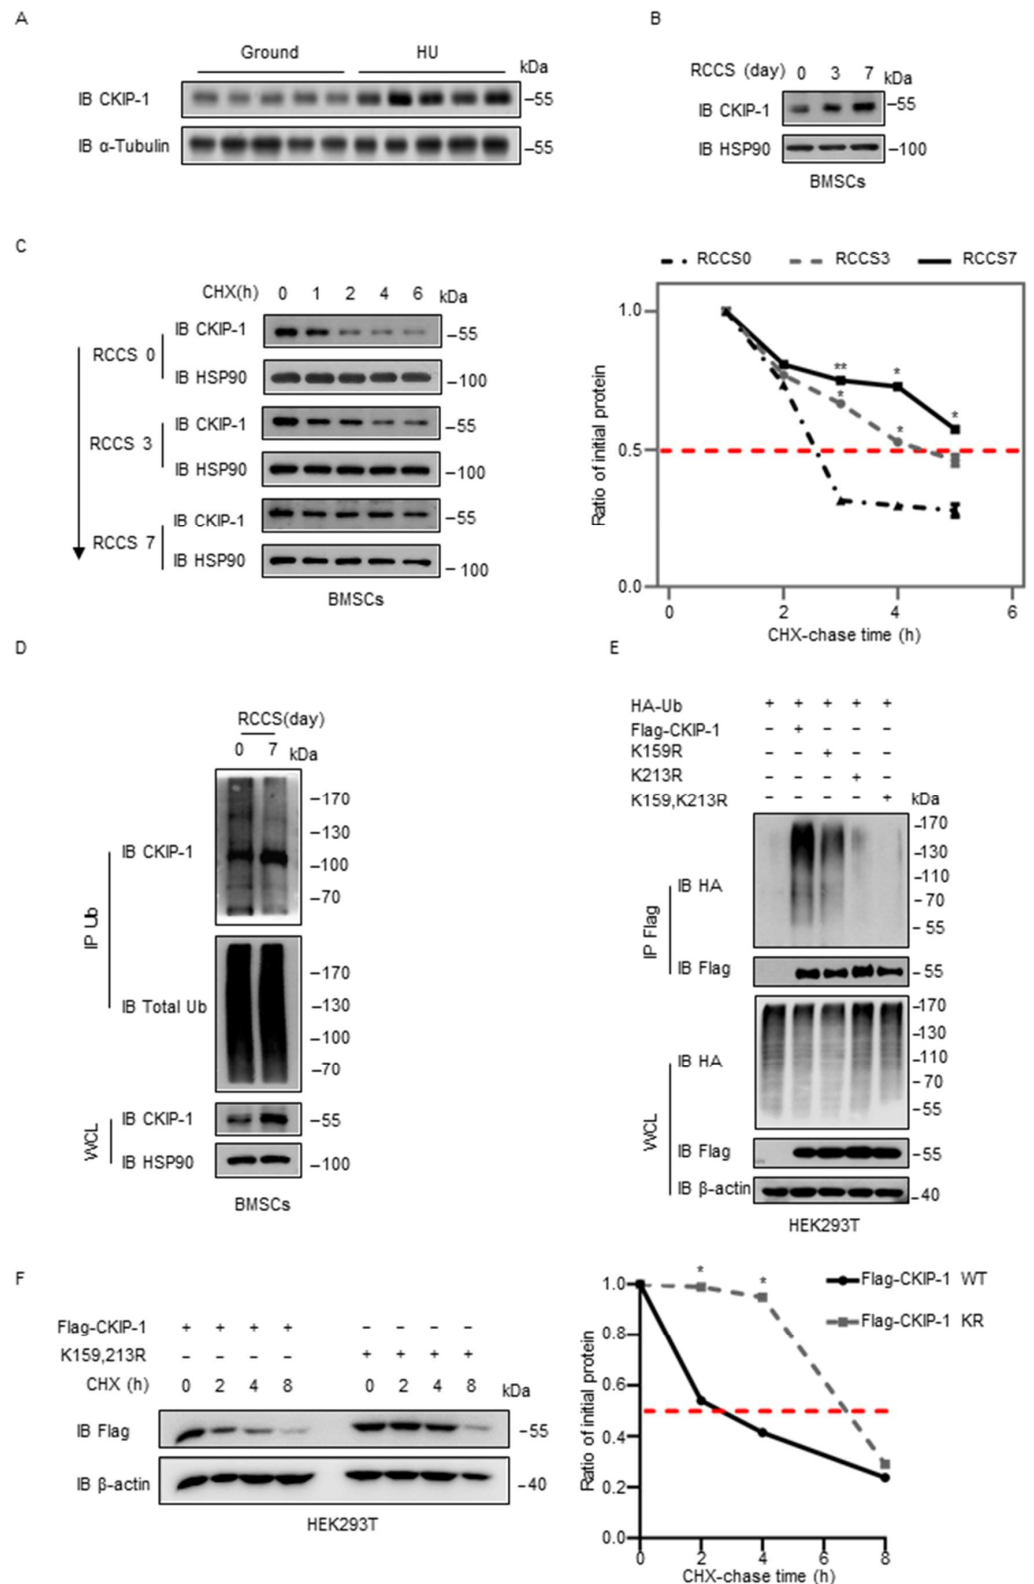 A
Ground HU
kDa
IB CKIP-1 –55
IB α-Tubulin –55
B
RCCS (day) 0 3 7 kDa
IB CKIP-1 –55
IB HSP90 –100
BMSCs
C
CHX(h) 0 1 2 4 6 kDa
RCCS 0
IB CKIP-1 –55
IB HSP90 –100
RCCS 3
IB CKIP-1 –55
IB HSP90 –100
RCCS 7
IB CKIP-1 –55
IB HSP90 –100
BMSCs
RCCS0 RCCS3 RCCS7
Ratio of initial protein
1.0
0.5
0.0
** * * * *
0 2 4 6
CHX-chase time (h)
D
RCCS(day)
0 7 kDa
IP Ub
IB CKIP-1
–170
–130
–100
–70
IB Total Ub
–170
–130
–100
–70
WCL
IB CKIP-1 –55
IB HSP90 –100
BMSCs
E
HA-Ub + + + + +
Flag-CKIP-1 – + – – –
K159R – – + – –
K213R – – – + –
K159,K213R – – – – + kDa
IP Flag
IB HA
–170
–130
–110
–70
–55
IB Flag –55
WCL
IB HA
–170
–130
–110
–70
–55
IB Flag –55
IB β-actin –40
HEK293T
F
Flag-CKIP-1 + + + + – – – –
K159,213R – – – – + + + +
CHX (h) 0 2 4 8 0 2 4 8 kDa
IB Flag –55
IB β-actin –40
HEK293T
Flag-CKIP-1 WT
Flag-CKIP-1 KR
Ratio of initial protein
1.0
0.8
0.6
0.4
0.2
0.0
* *
0 2 4 6 8
CHX-chase time (h)